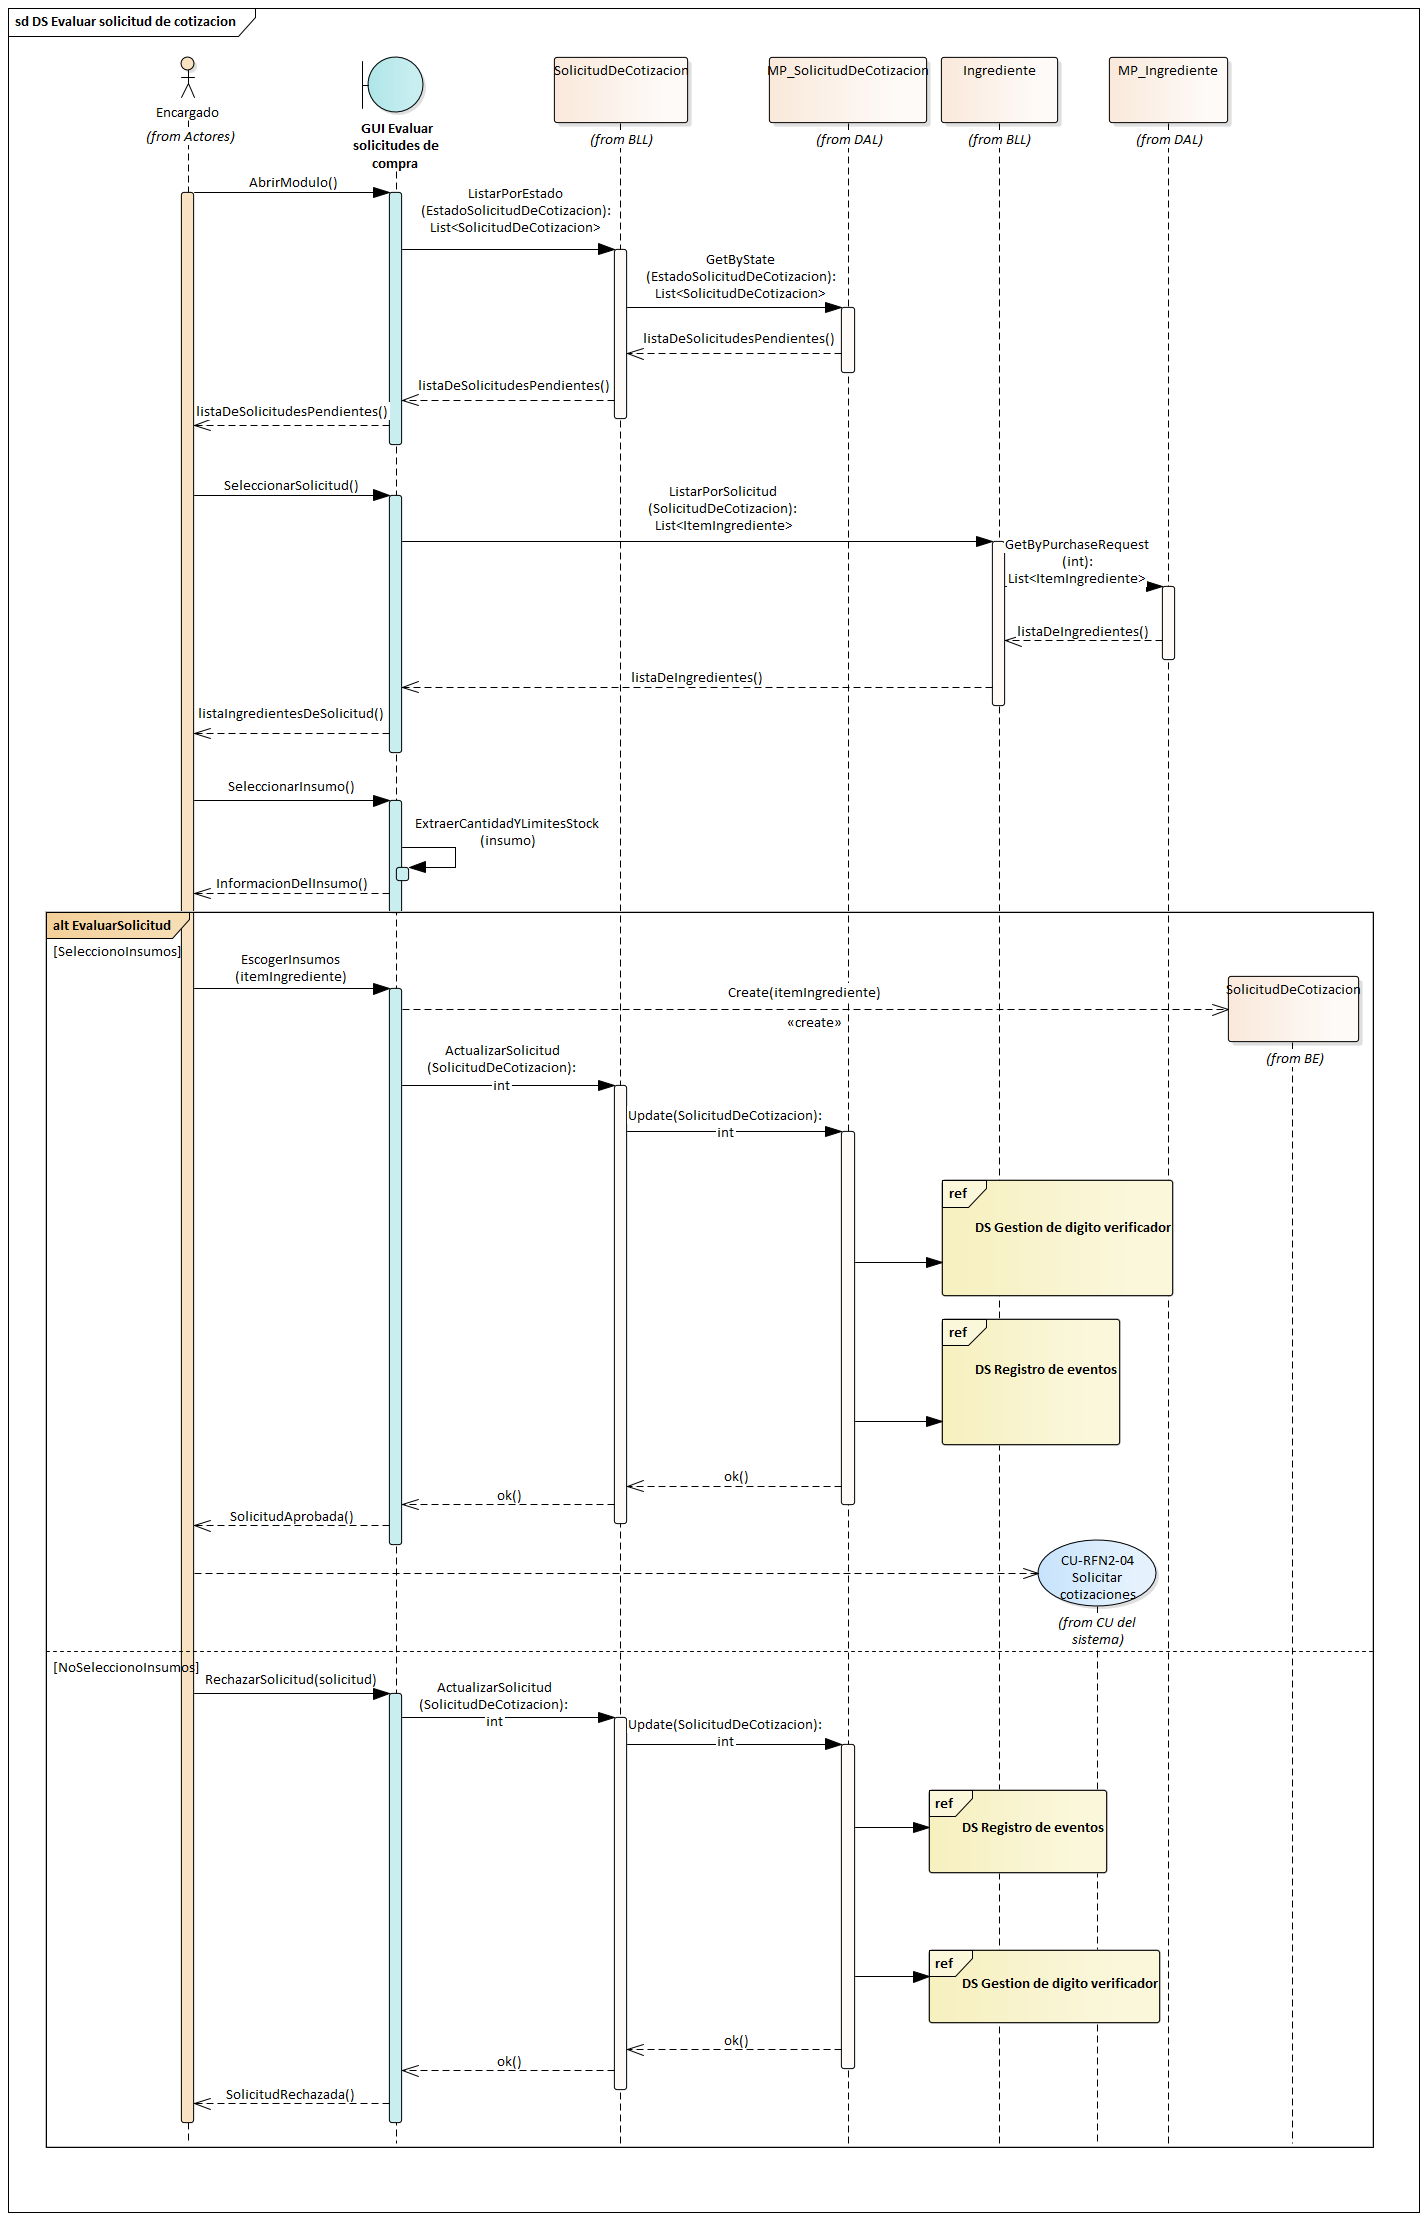 sd DS Evaluar solicitud de cotizacion
Encargado
(from Actores)
GUI Evaluar
solicitudes de
compra
SolicitudDeCotizacion
(from BLL)
MP_SolicitudDeCotizacion
(from DAL)
Ingrediente
(from BLL)
MP_Ingrediente
(from DAL)
AbrirModulo()
ListarPorEstado
(EstadoSolicitudDeCotizacion):
List<SolicitudDeCotizacion>
GetByState
(EstadoSolicitudDeCotizacion):
List<SolicitudDeCotizacion>
listaDeSolicitudesPendientes()
listaDeSolicitudesPendientes()
listaDeSolicitudesPendientes()
SeleccionarSolicitud()
ListarPorSolicitud
(SolicitudDeCotizacion):
List<ItemIngrediente>
GetByPurchaseRequest
(int):
List<ItemIngrediente>
listaDeIngredientes()
listaDeIngredientes()
listaIngredientesDeSolicitud()
SeleccionarInsumo()
ExtraerCantidadYLimitesStock
(insumo)
InformacionDelInsumo()
alt EvaluarSolicitud
[SeleccionoInsumos]
EscogerInsumos
(itemIngrediente)
Create(itemIngrediente)
«create»
SolicitudDeCotizacion
(from BE)
ActualizarSolicitud
(SolicitudDeCotizacion):
int
Update(SolicitudDeCotizacion):
int
ref
DS Gestion de digito verificador
ref
DS Registro de eventos
ok()
ok()
SolicitudAprobada()
CU-RFN2-04
Solicitar
cotizaciones
(from CU del
sistema)
[NoSeleccionoInsumos]
RechazarSolicitud(solicitud)
ActualizarSolicitud
(SolicitudDeCotizacion):
int
Update(SolicitudDeCotizacion):
int
ref
DS Registro de eventos
ref
DS Gestion de digito verificador
ok()
ok()
SolicitudRechazada()